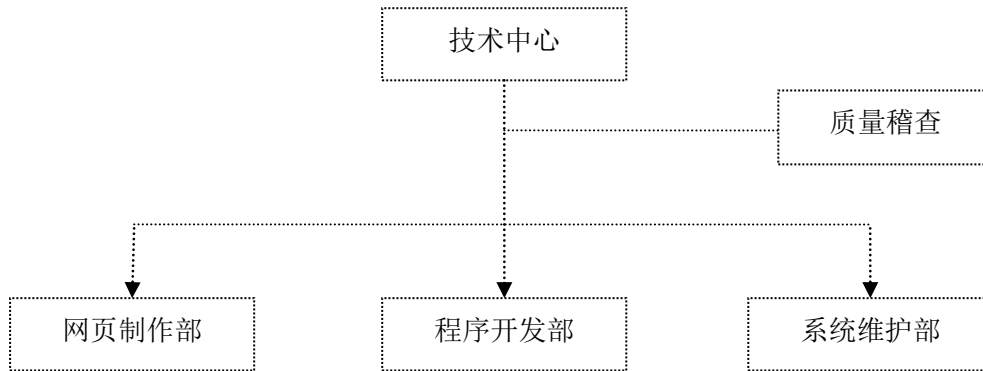 技术中心
质量稽查
网页制作部
程序开发部
系统维护部